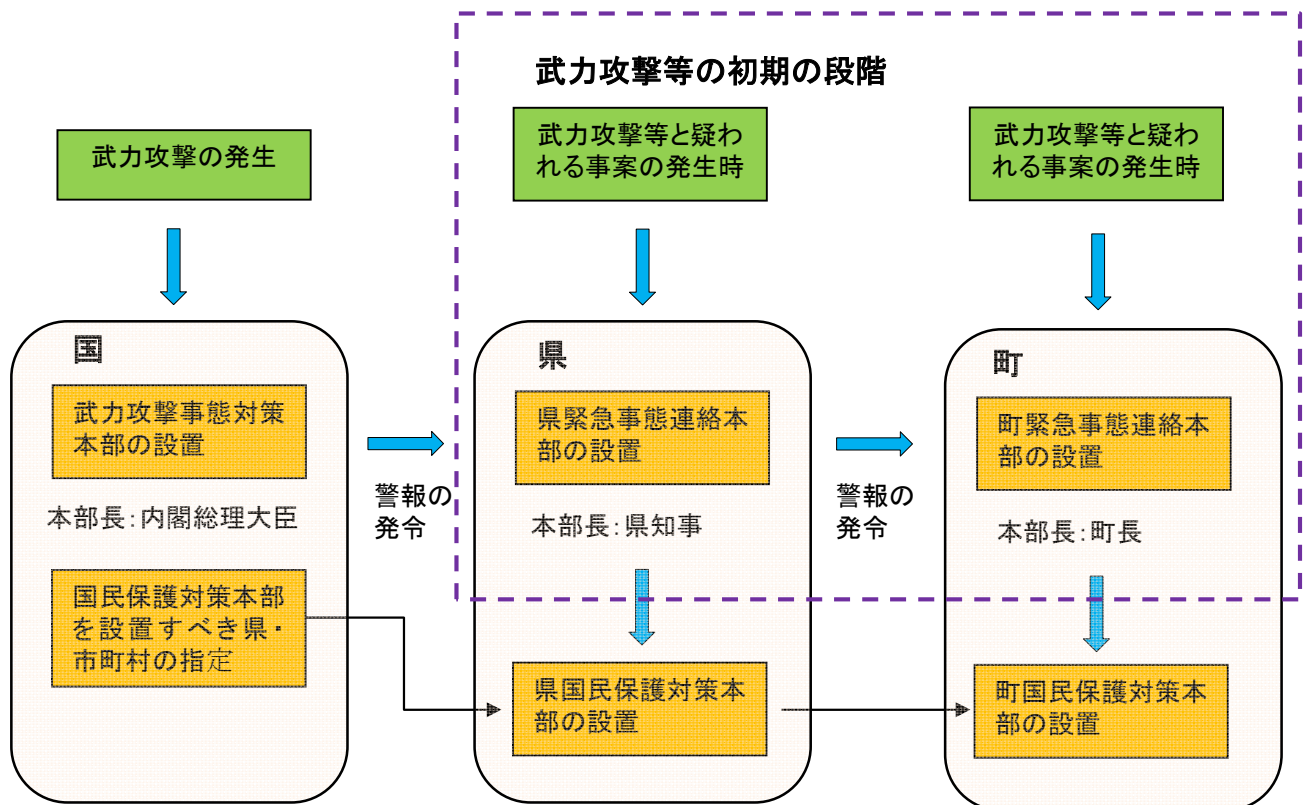 武力攻撃等の初期の段階
武力攻撃の発生
武力攻撃等と疑わ
れる事案の発生時
武力攻撃等と疑わ
れる事案の発生時
国
武力攻撃事態対策
本部の設置
本部長：内閣総理大臣
国民保護対策本部
を設置すべき県・
市町村の指定
警報の
発令
県
県緊急事態連絡本
部の設置
本部長：県知事
県国民保護対策本
部の設置
警報の
発令
町
町緊急事態連絡本
部の設置
本部長：町長
町国民保護対策本
部の設置